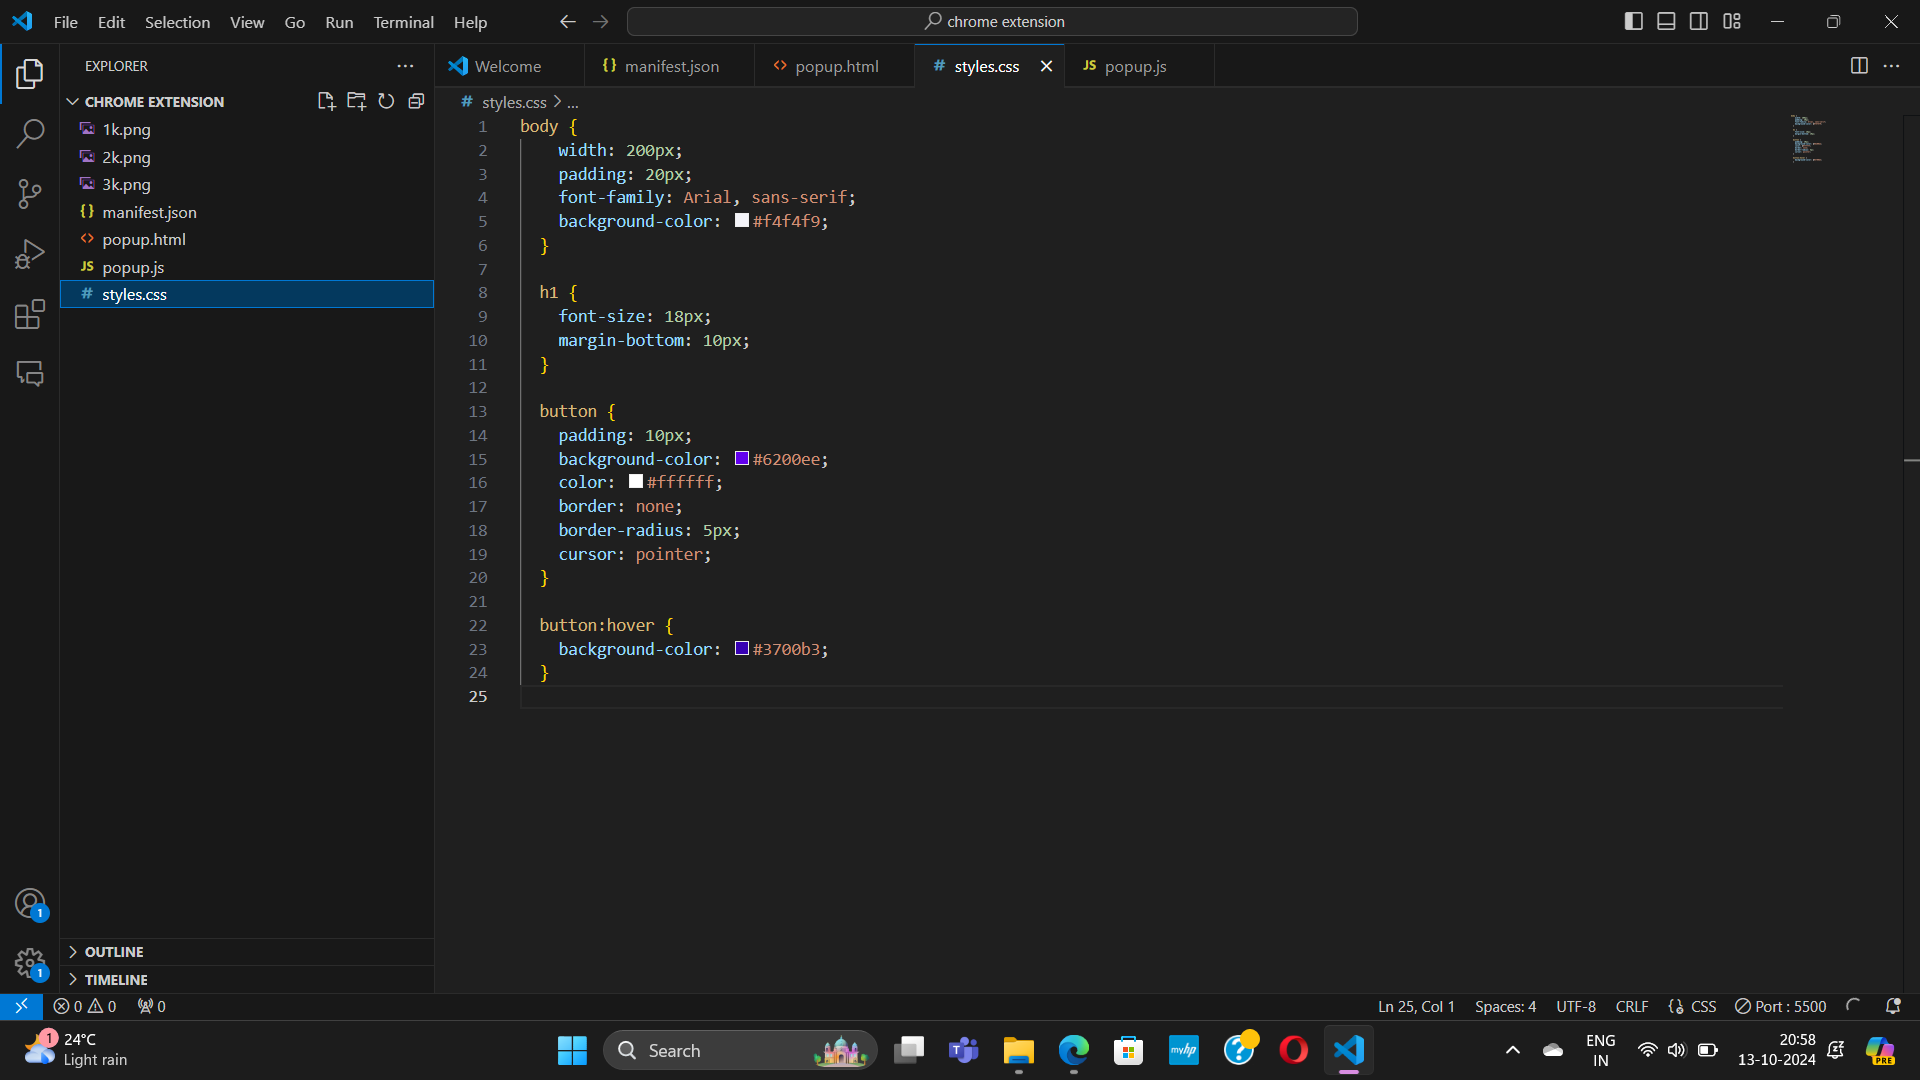 File Edit Selection View Go Run Terminal Help
chrome extension
EXPLORER
CHROME EXTENSION
1k.png
2k.png
3k.png
manifest.json
popup.html
JS popup.js
# styles.css
OUTLINE
TIMELINE
Welcome {} manifest.json <> popup.html # styles.css JS popup.js
# styles.css > ...
1 body {
2 width: 200px;
3 padding: 20px;
4 font-family: Arial, sans-serif;
5 background-color: #f4f4f9;
6 }
7
8 h1 {
9 font-size: 18px;
10 margin-bottom: 10px;
11 }
12
13 button {
14 padding: 10px;
15 background-color: #6200ee;
16 color: #ffffff;
17 border: none;
18 border-radius: 5px;
19 cursor: pointer;
20 }
21
22 button:hover {
23 background-color: #3700b3;
24 }
25
1
1
0 0 0
Ln 25, Col 1 Spaces: 4 UTF-8 CRLF {} CSS Port : 5500
1
24°C
Light rain
Search
myhp
ENG
IN
20:58
13-10-2024
PRE